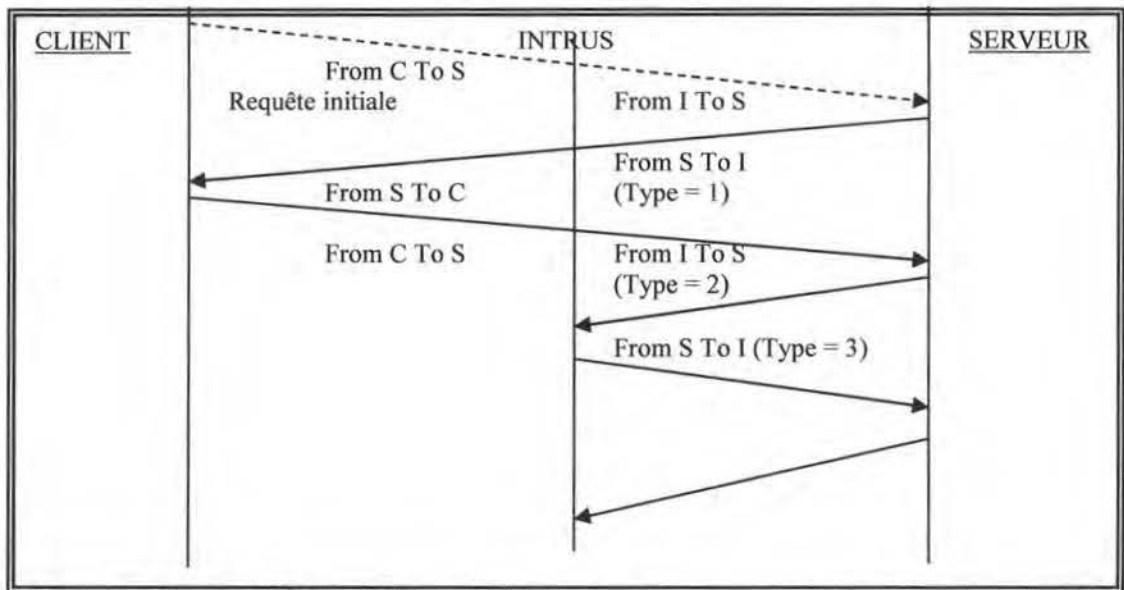 CLIENT
INTRUS
SERVEUR
From C To S
Requête initiale
From I To S
From S To I
(Type = 1)
From S To C
From C To S
From I To S
(Type = 2)
From S To I (Type = 3)